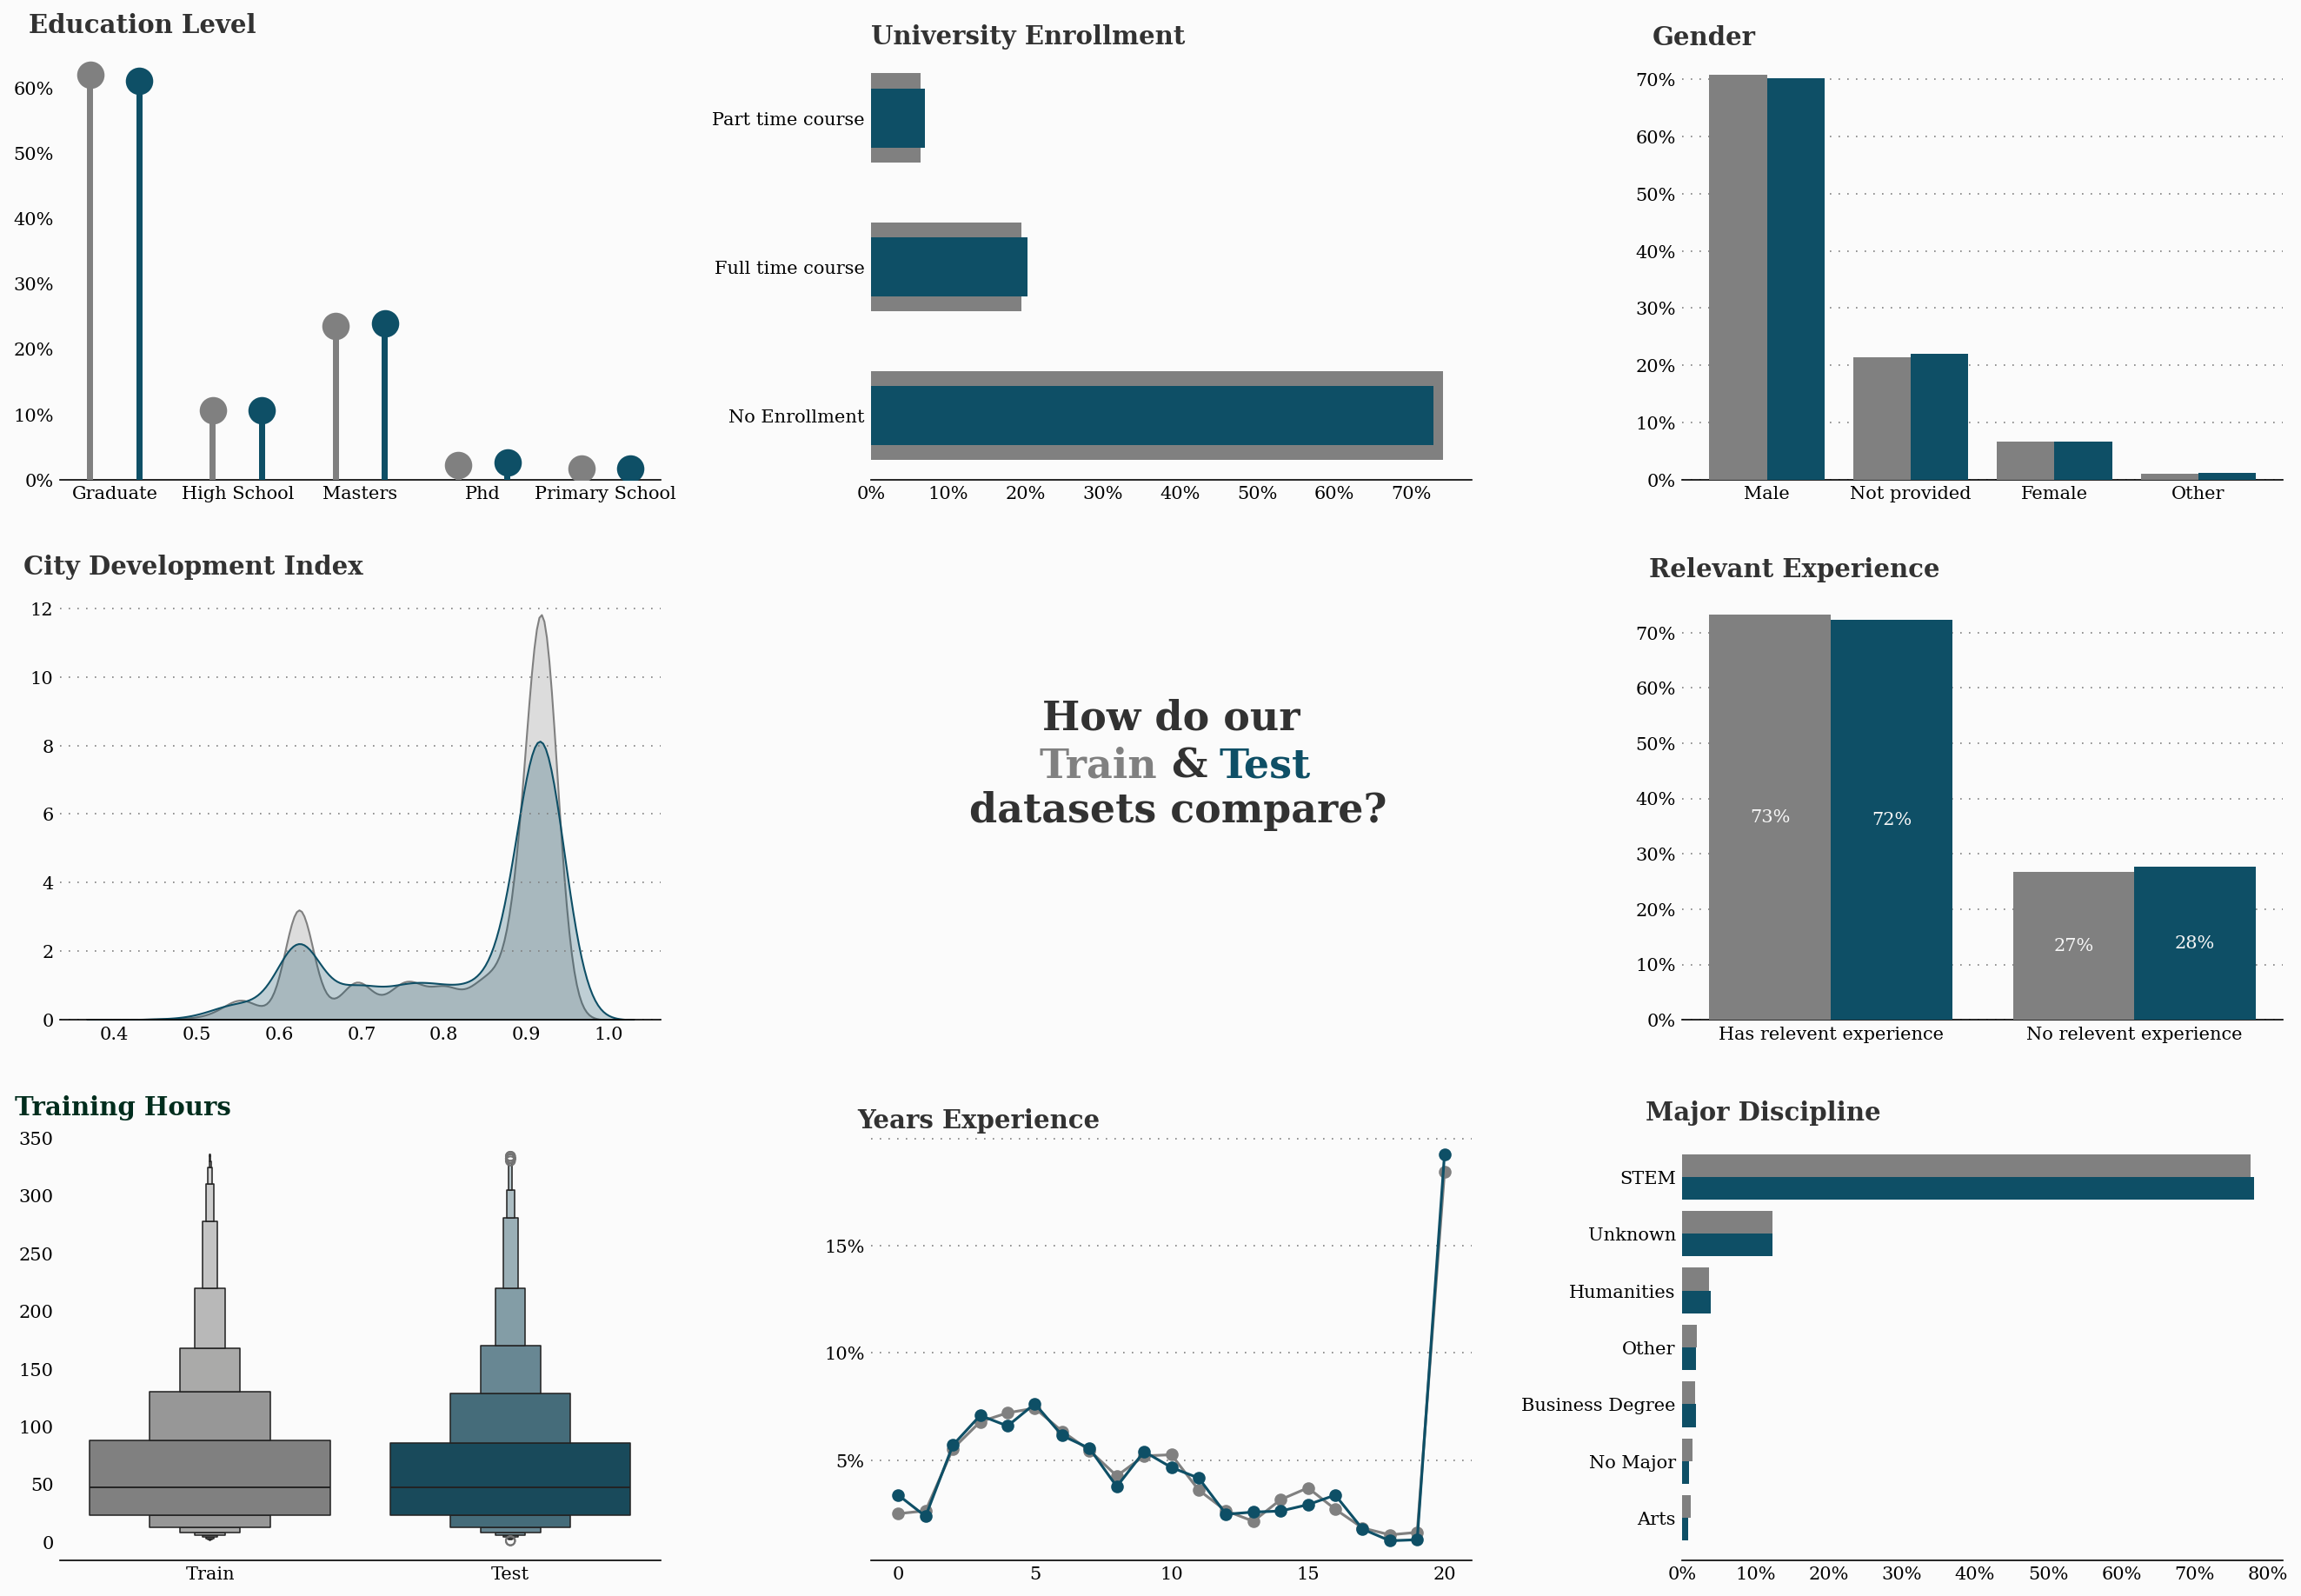 Education Level
60%
50%
40%
30%
20%
10%
0%
Graduate High School Masters Phd Primary School
University Enrollment
Part time course
Full time course
No Enrollment
0% 10% 20% 30% 40% 50% 60% 70%
Gender
70%
60%
50%
40%
30%
20%
10%
0%
Male Not provided Female Other
City Development Index
12
10
8
6
4
2
0
0.4 0.5 0.6 0.7 0.8 0.9 1.0
How do our
Train & Test
datasets compare?
Relevant Experience
70%
60%
50%
40%
30%
20%
10%
0%
73% 72%
27% 28%
Has relevent experience No relevent experience
Training Hours
350
300
250
200
150
100
50
0
Train Test
Years Experience
15%
10%
5%
0 5 10 15 20
Major Discipline
STEM
Unknown
Humanities
Other
Business Degree
No Major
Arts
0% 10% 20% 30% 40% 50% 60% 70% 80%